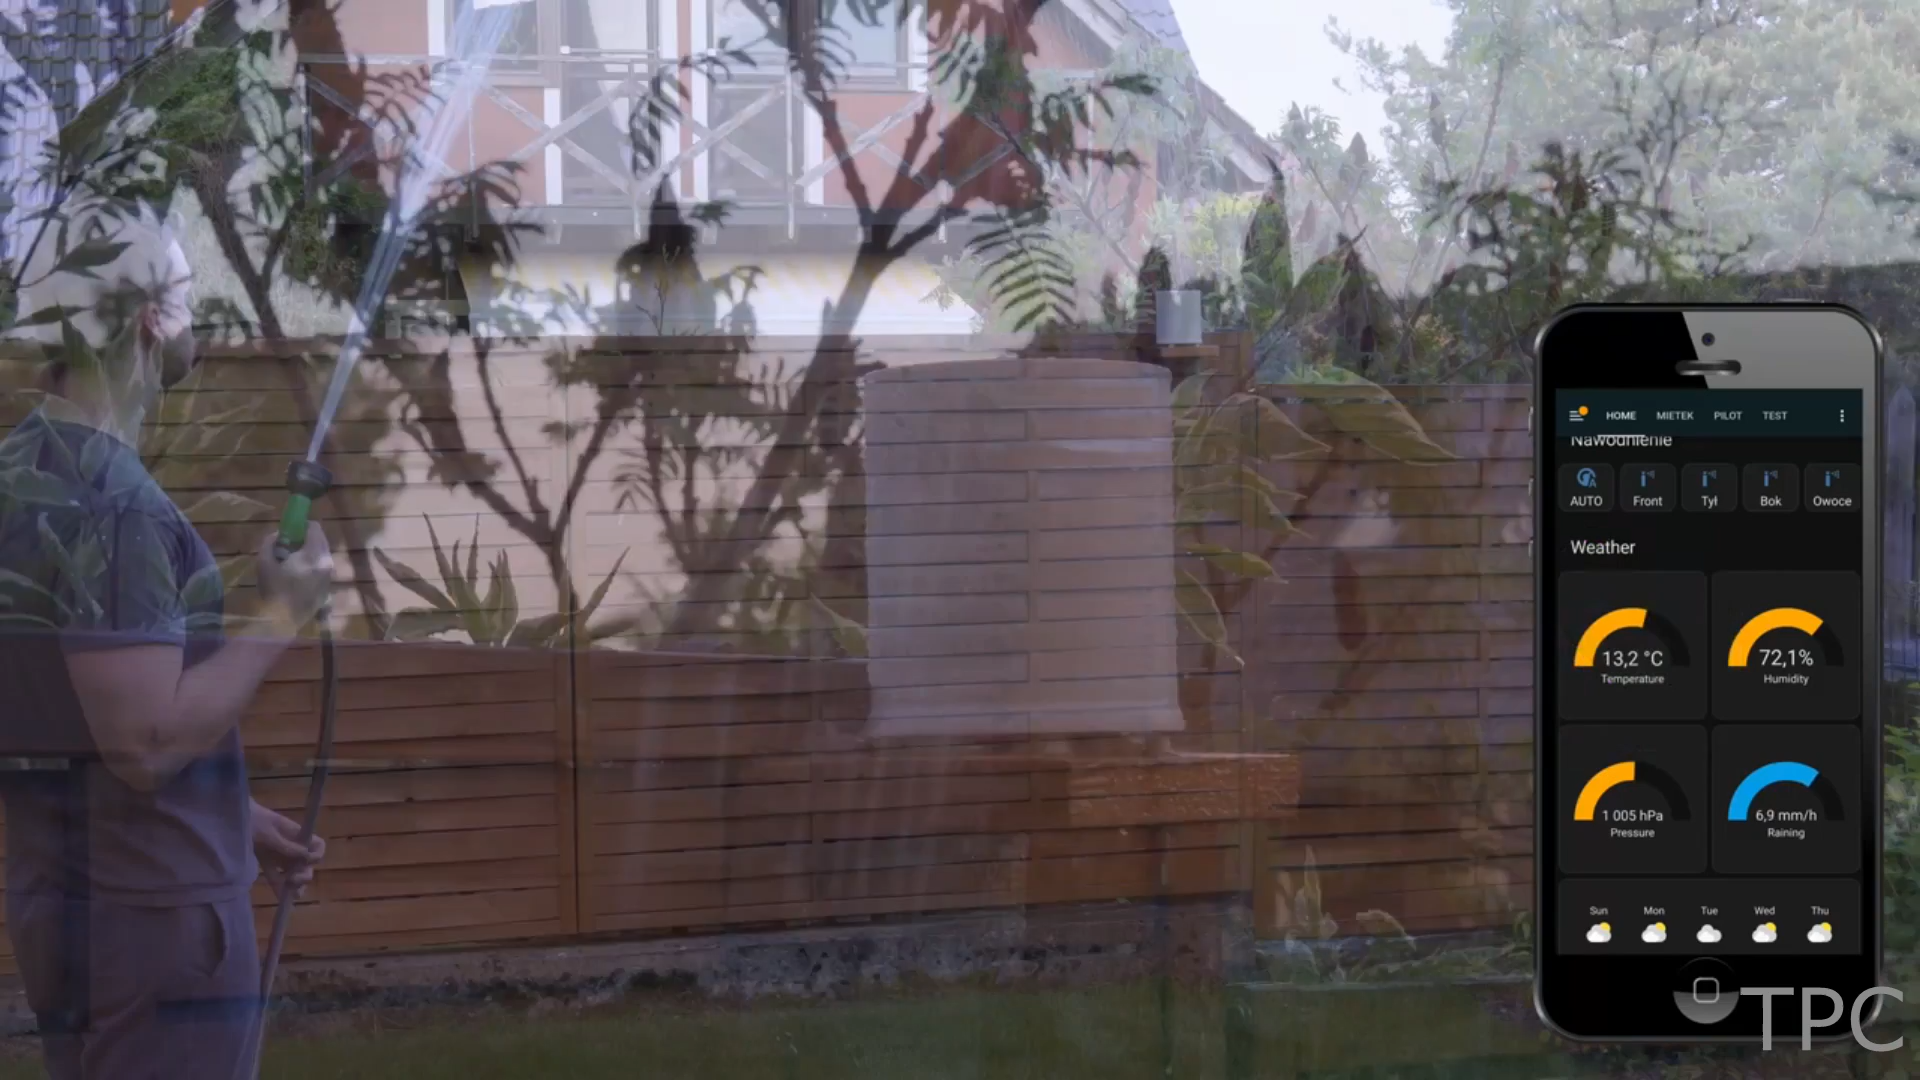 HOME MIETEK PILOT TEST
Nawodnienie
AUTO Front Tył Bok Owoce
Weather
13,2 °C 72,1%
Temperature Humidity
1 005 hPa 6,9 mm/h
Pressure Raining
Sun Mon Tue Wed Thu
TPC